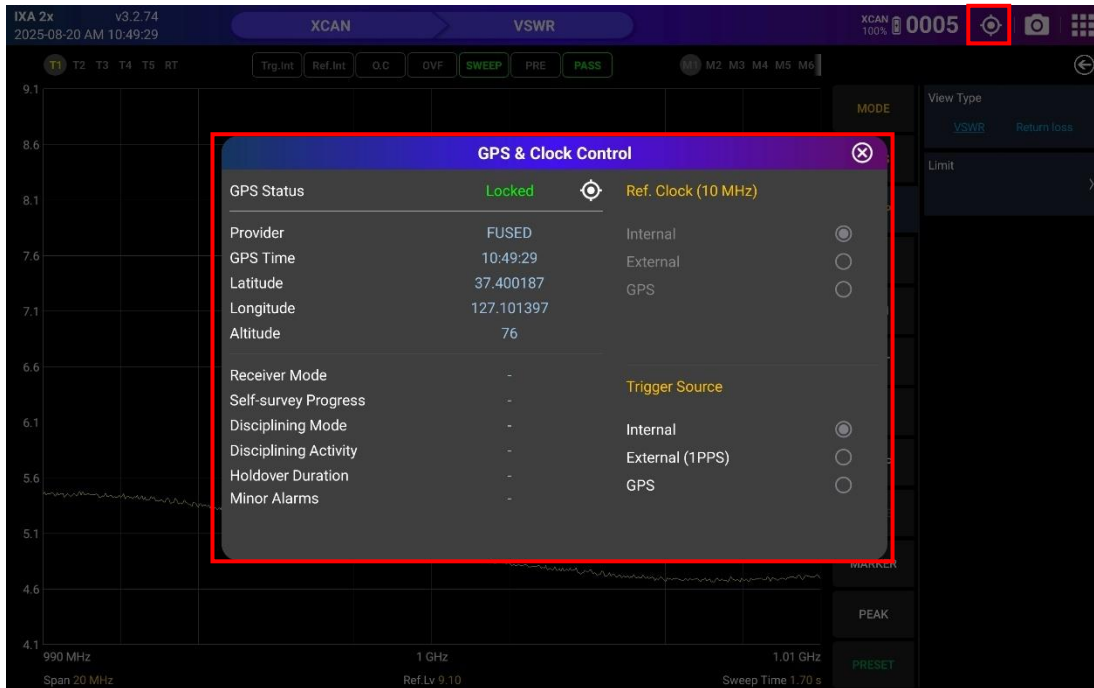 IXA 2x v3.2.74
2025-08-20 AM 10:49:29
XCAN VSWR
XCAN
100%
0005
T1 T2 T3 T4 T5 RT
Trg.Int Ref.Int O.C OVF SWEEP PRE PASS
M1 M2 M3 M4 M5 M6
9.1
8.6
8.1
7.6
7.1
6.6
6.1
5.6
5.1
4.6
4.1
990 MHz 1 GHz 1.01 GHz
Span 20 MHz Ref.Lv 9.10 Sweep Time 1.70 s
GPS & Clock Control
GPS Status Locked
Provider FUSED
GPS Time 10:49:29
Latitude 37.400187
Longitude 127.101397
Altitude 76
Receiver Mode -
Self-survey Progress -
Disciplining Mode -
Disciplining Activity -
Holdover Duration -
Minor Alarms -
Ref. Clock (10 MHz)
Internal
External
GPS
Trigger Source
Internal
External (1PPS)
GPS
MODE
MARKER
PEAK
PRESET
View Type
VSWR Return loss
Limit